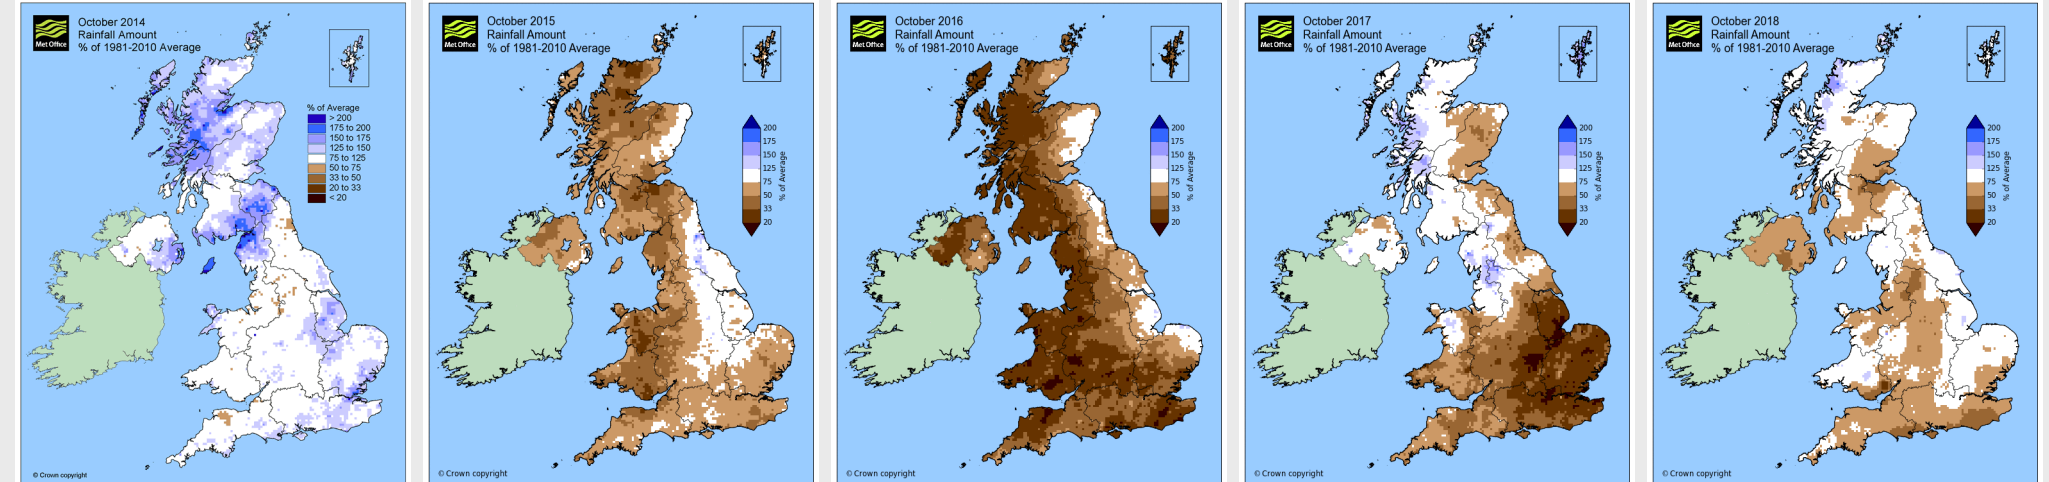 October 2014
Rainfall Amount
% of 1981-2010 Average
Met Office
% of Average
> 200
175 to 200
150 to 175
125 to 150
75 to 125
50 to 75
33 to 50
20 to 33
< 20
© Crown copyright
October 2015
Rainfall Amount
% of 1981-2010 Average
Met Office
200
175
150
125
75
50
33
20
% of Average
© Crown copyright
October 2016
Rainfall Amount
% of 1981-2010 Average
Met Office
200
175
150
125
75
50
33
20
% of Average
© Crown copyright
October 2017
Rainfall Amount
% of 1981-2010 Average
Met Office
200
175
150
125
75
50
33
20
% of Average
© Crown copyright
October 2018
Rainfall Amount
% of 1981-2010 Average
Met Office
200
175
150
125
75
50
33
20
% of Average
© Crown copyright